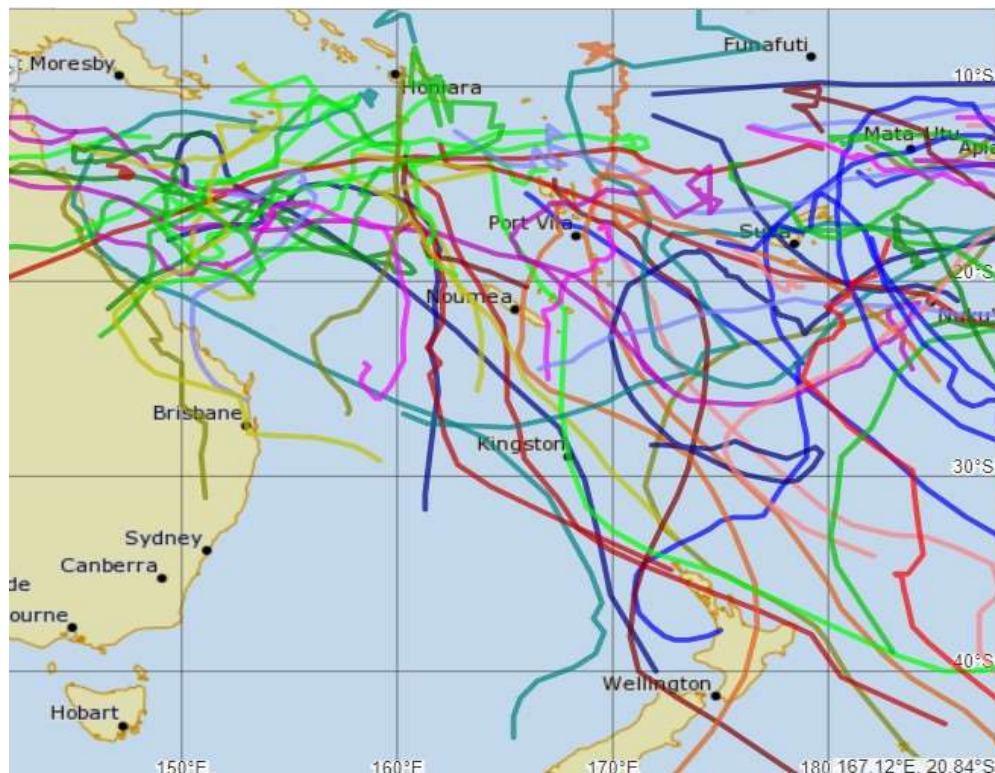 Funafuti
: Moresby
10°S
Honiara
Mata-Utu
Apia
Port Vila
Suva
20°S
Noumea
Nuku'
Brisbane
Kingston
30°S
Sydney
Canberra
de
ourne
40°S
Wellington
Hobart
150°E
160°E
170°E
180°
167.12°E, 20.84°S